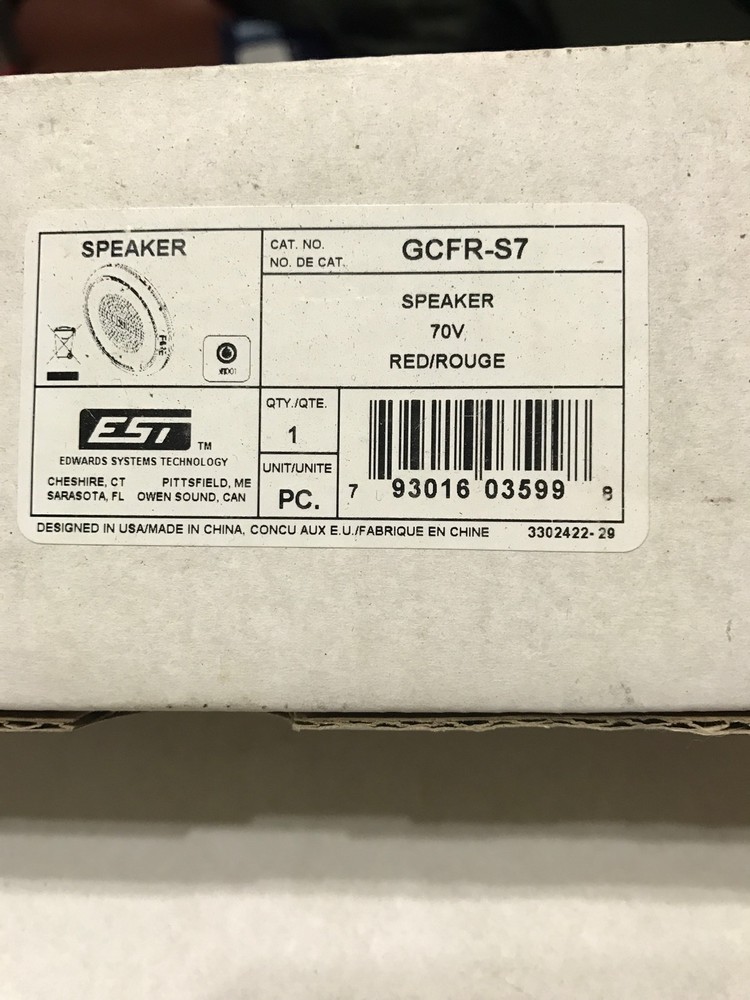 SPEAKER
FIRE
CAT. NO.
NO. DE CAT.
GCFR-S7
SPEAKER
70V
RED/ROUGE
EST
TM
EDWARDS SYSTEMS TECHNOLOGY
CHESHIRE, CT PITTSFIELD, ME
SARASOTA, FL OWEN SOUND, CAN
QTY./QTE.
1
UNIT/UNITE
PC.
7 93016 03599 8
DESIGNED IN USA/MADE IN CHINA, CONCU AUX E.U./FABRIQUE EN CHINE 3302422- 29